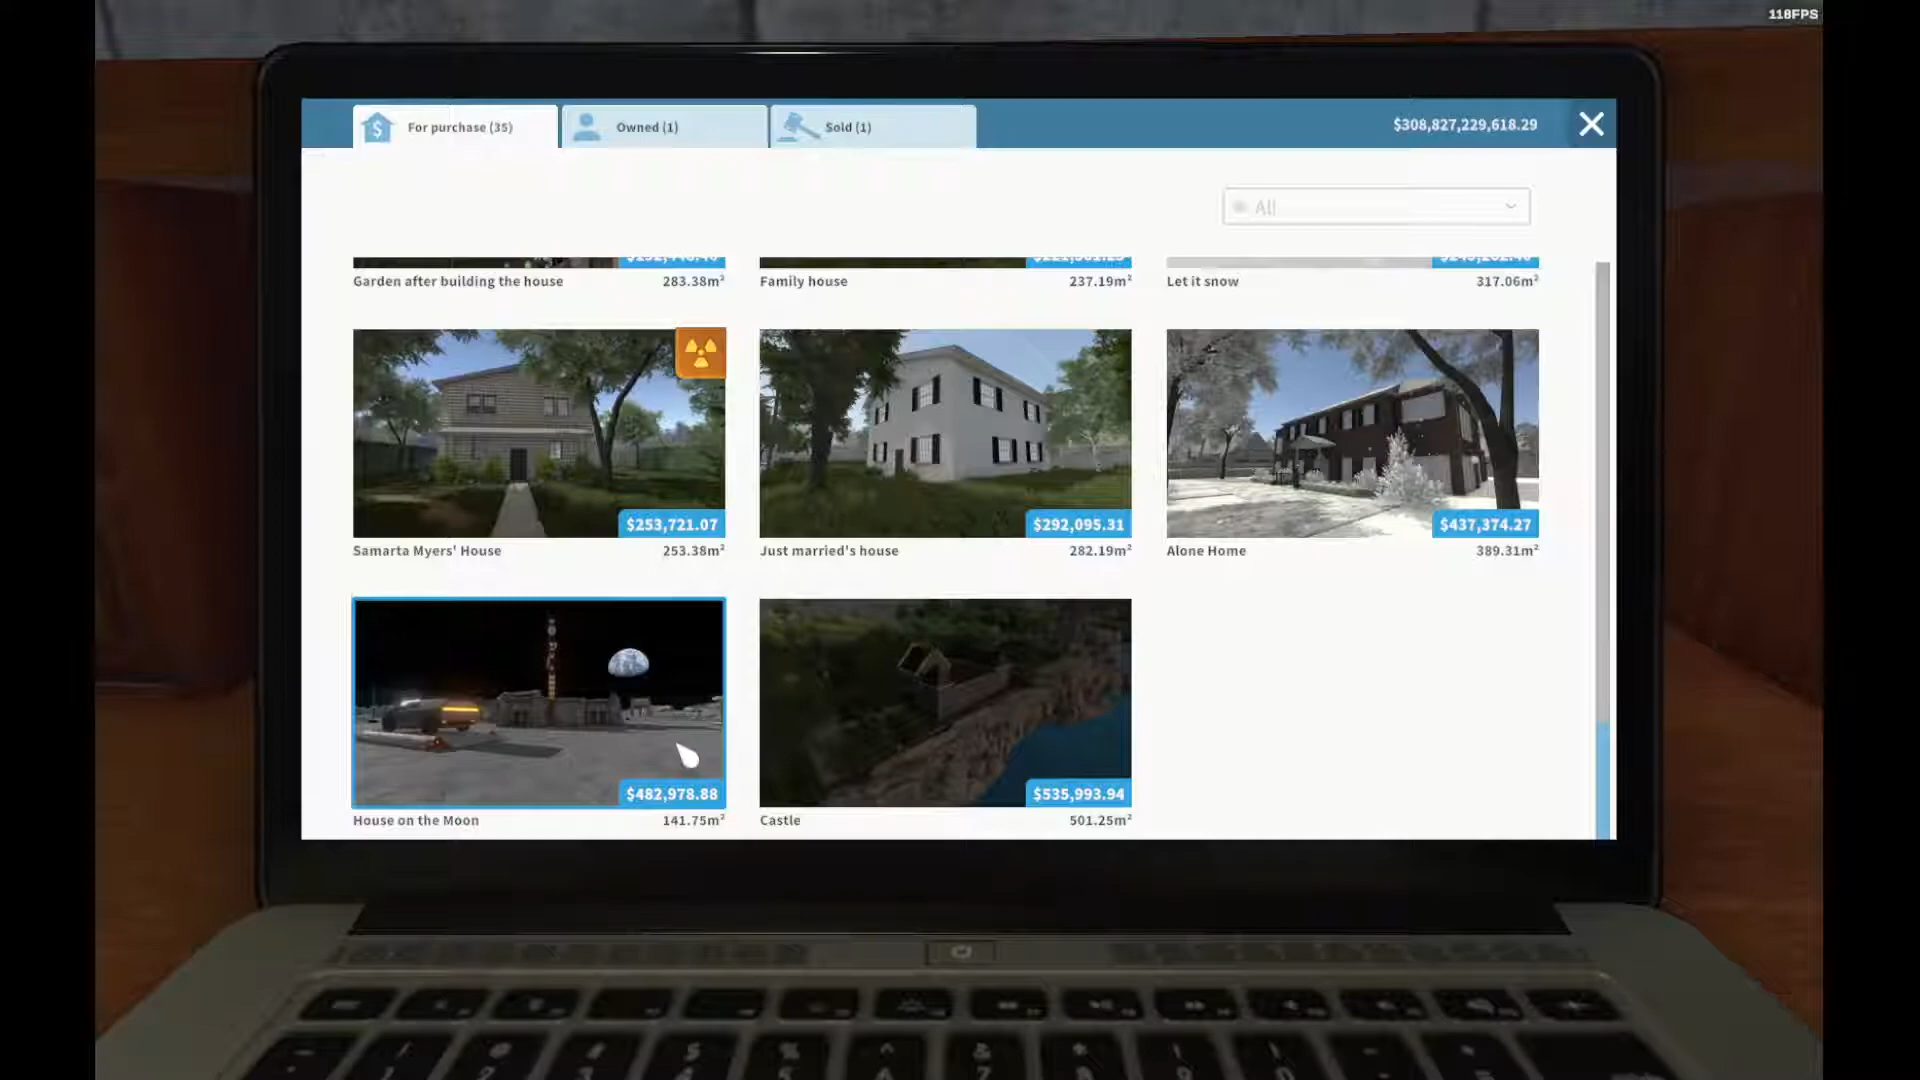 118FPS
For purchase (35)
Owned (1)
Sold (1)
$308,827,229,618.29
All
Garden after building the house
283.38m²
Family house
237.19m²
Let it snow
317.06m²
$253,721.07
$292,095.31
$437,374.27
Samarta Myers' House
253.38m²
Just married's house
282.19m²
Alone Home
389.31m²
$482,978.88
$535,993.94
House on the Moon
141.75m²
Castle
501.25m²